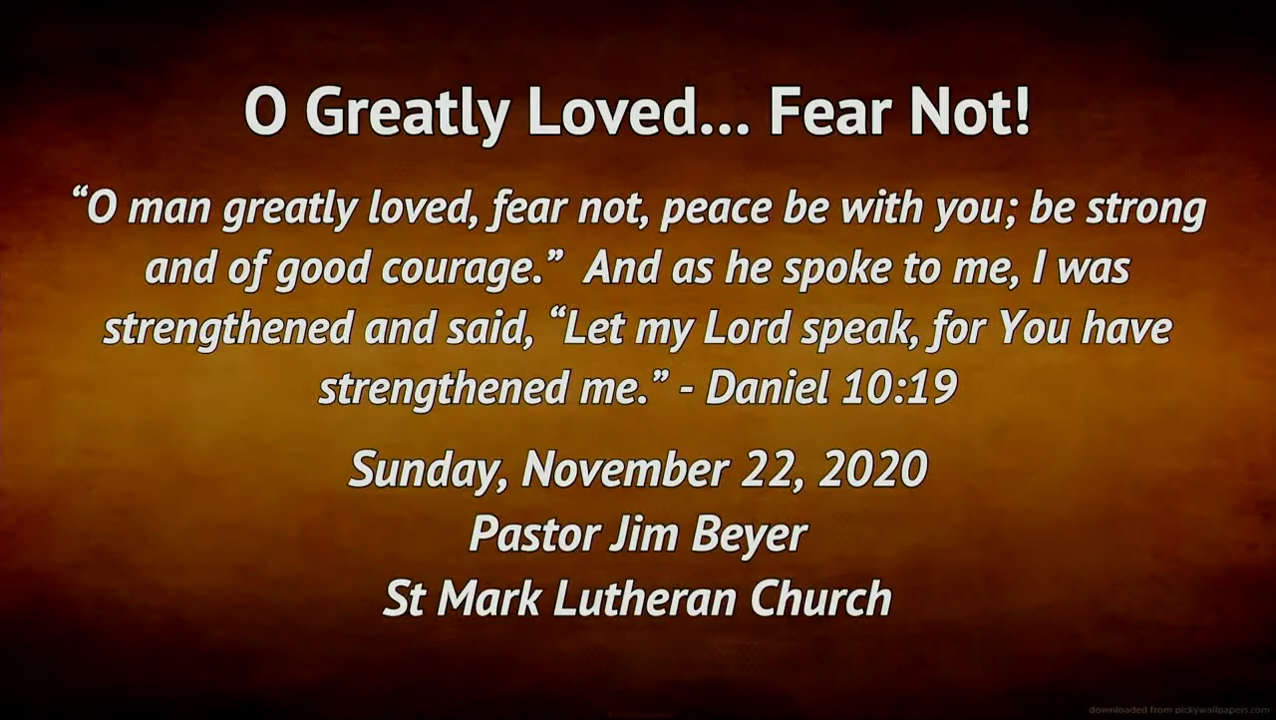 O Greatly Loved... Fear Not!
“O man greatly loved, fear not, peace be with you; be strong
and of good courage.”  And as he spoke to me, I was
strengthened and said, “Let my Lord speak, for You have
strengthened me.” - Daniel 10:19
Sunday, November 22, 2020
Pastor Jim Beyer
St Mark Lutheran Church
downloaded from pickywallpapers.com